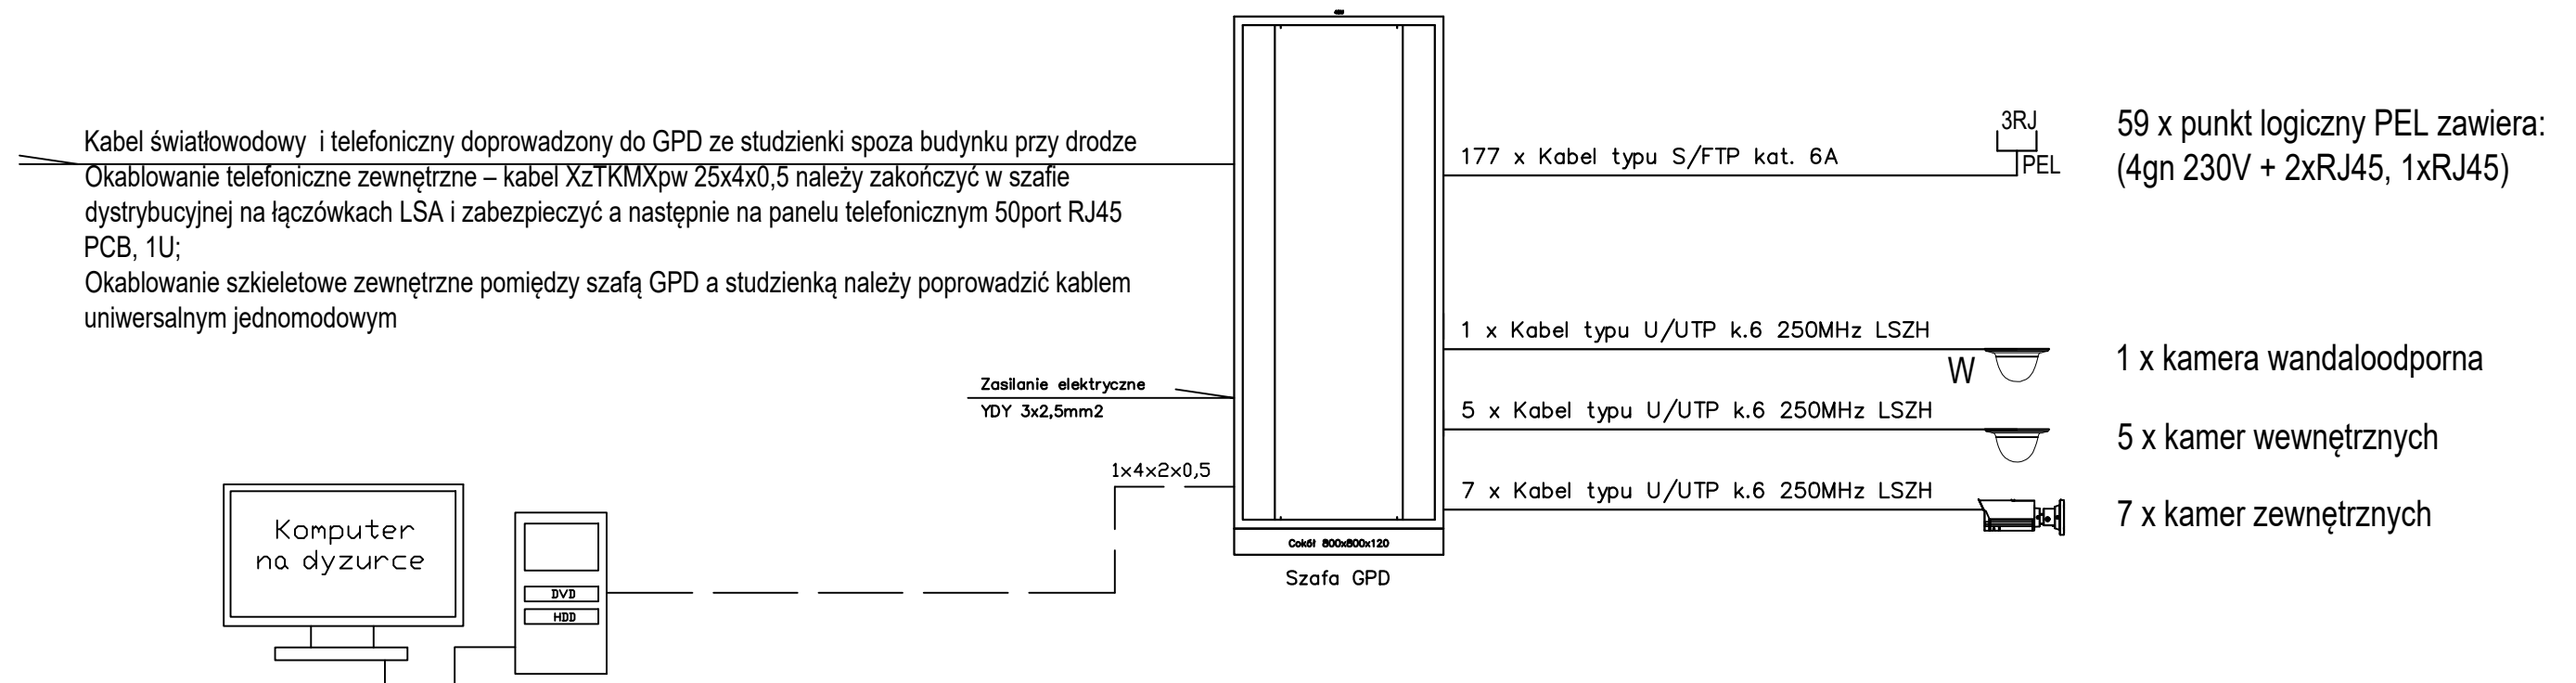 Kabel światłowodowy i telefoniczny doprowadzony do GPD ze studzienki spoza budynku przy drodze
Okablowanie telefoniczne zewnętrzne – kabel XzTKMXpw 25x4x0,5 należy zakończyć w szafie
dystrybucyjnej na łączówkach LSA i zabezpieczyć a następnie na panelu telefonicznym 50port RJ45
PCB, 1U;
Okablowanie szkieletowe zewnętrzne pomiędzy szafą GPD a studzienką należy poprowadzić kablem
uniwersalnym jednomodowym
Zasilanie elektryczne
YDY 3x2,5mm2
1x4x2x0,5
Komputer
na dyzurce
DVD
HDD
Cokół 800x800x120
Szafa GPD
177 x Kabel typu S/FTP kat. 6A
3RJ
PEL
59 x punkt logiczny PEL zawiera:
(4gn 230V + 2xRJ45, 1xRJ45)
1 x Kabel typu U/UTP k.6 250MHz LSZH
W
1 x kamera wandaloodporna
5 x Kabel typu U/UTP k.6 250MHz LSZH
5 x kamer wewnętrznych
7 x Kabel typu U/UTP k.6 250MHz LSZH
7 x kamer zewnętrznych